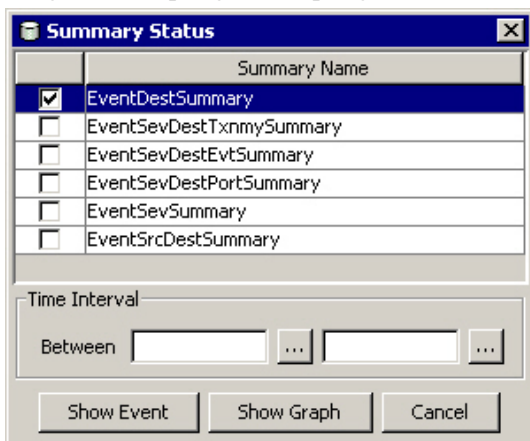 Summary Status
Summary Name
EventDestSummary
EventSevDestTxnmySummary
EventSevDestEvtSummary
EventSevDestPortSummary
EventSevSummary
EventSrcDestSummary
Time Interval
Between ... ...
Show Event Show Graph Cancel